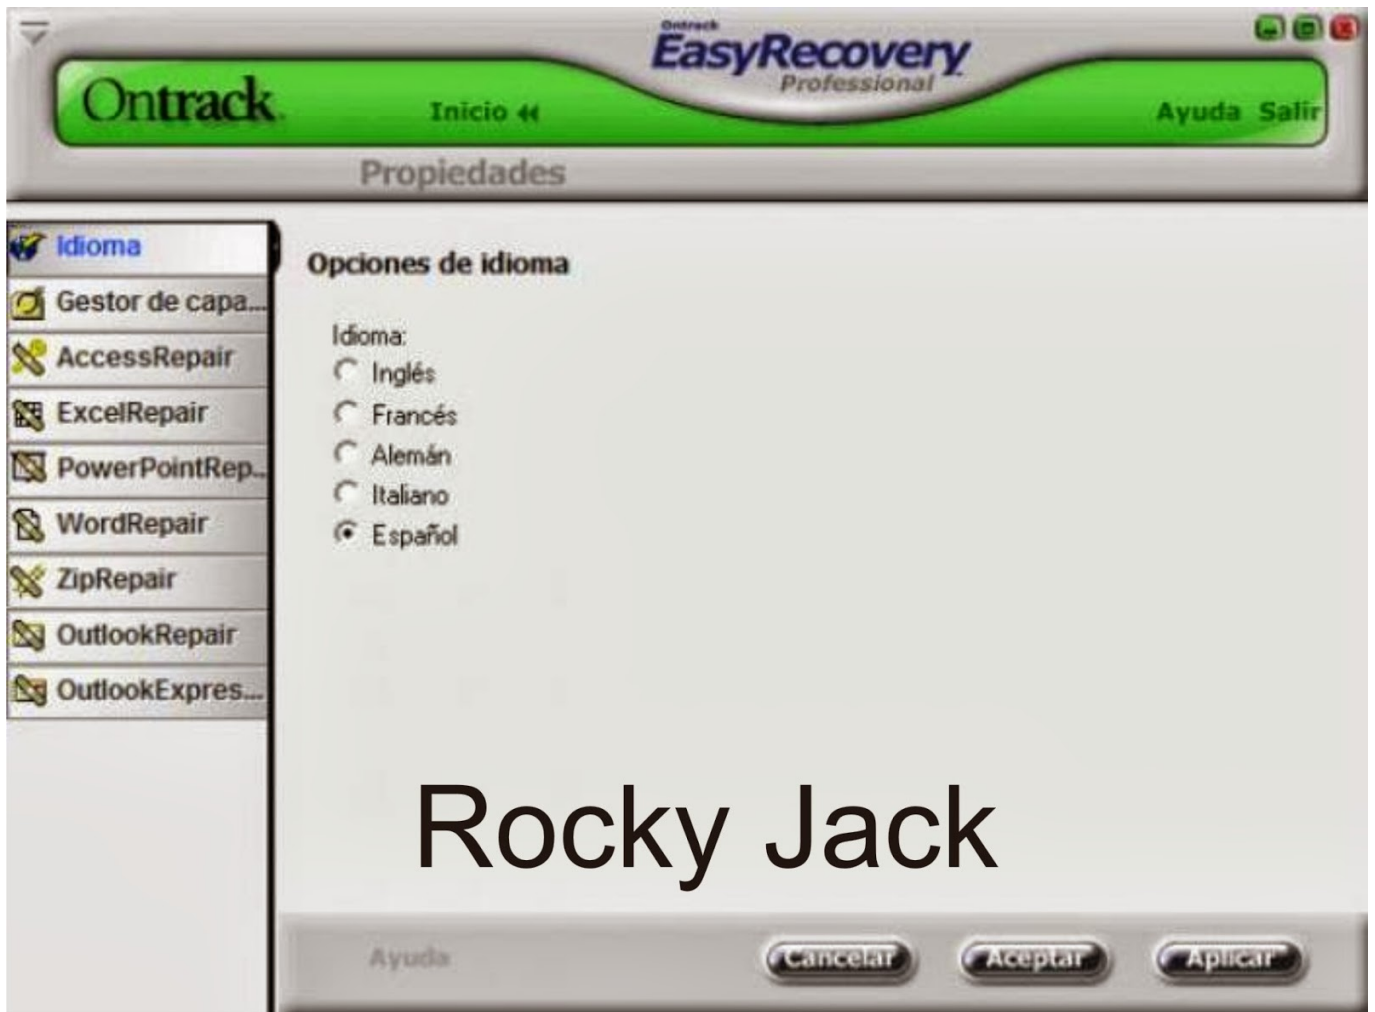 Ontrack
EasyRecovery
Professional
Ontrack
Inicio
Ayuda Salir
Propiedades
Idioma
Gestor de capa...
AccessRepair
ExcelRepair
PowerPointRep...
WordRepair
ZipRepair
OutlookRepair
OutlookExpres...
Opciones de idioma
Idioma:
Inglés
Francés
Alemán
Italiano
Español
Rocky Jack
Ayuda
Cancelar Aceptar Aplicar